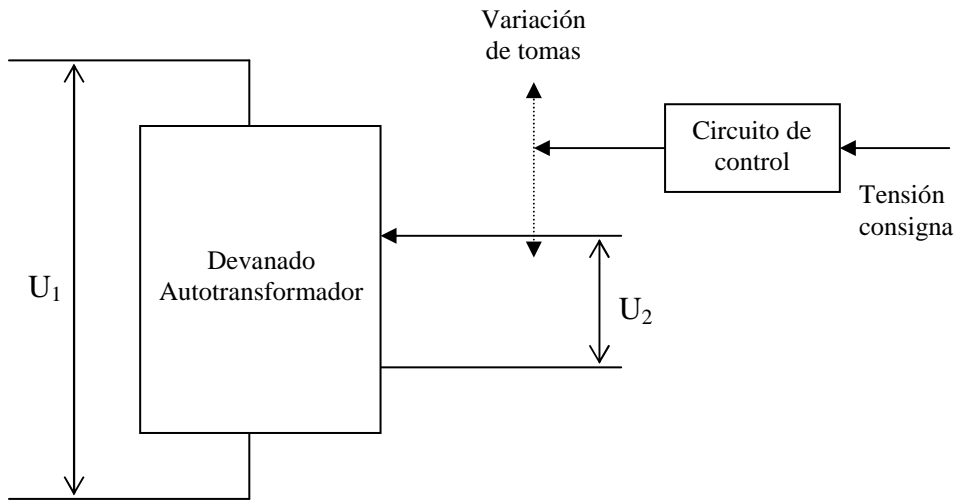 Variación
de tomas
Circuito de
control
Tensión
consigna
Devanado
Autotransformador
U₁
U₂